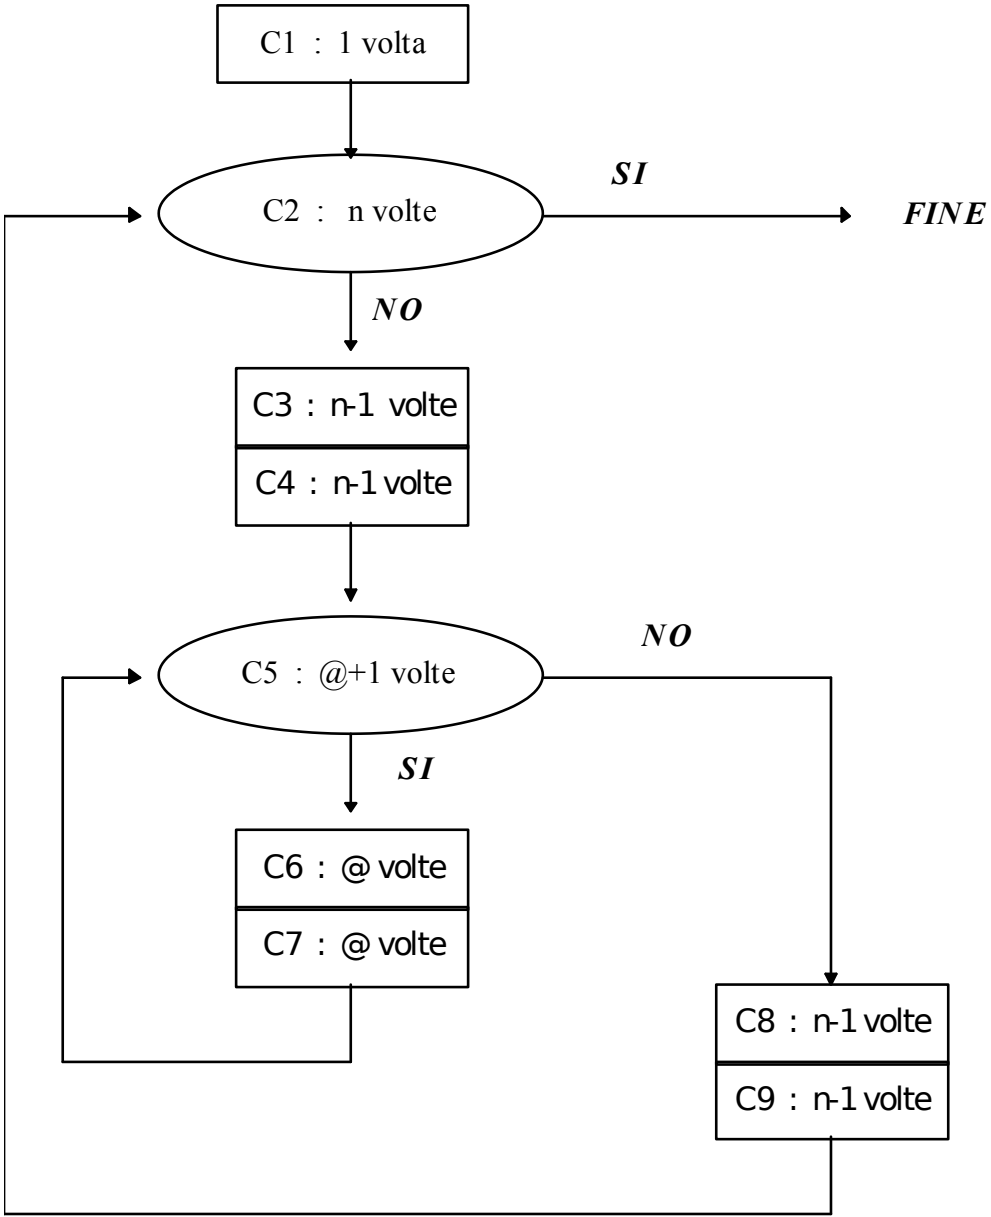 C1 : 1 volta
SI
C2 : n volte
FINE
NO
C3 : n-1 volte
C4 : n-1 volte
NO
C5 : @+1 volte
SI
C6 : @ volte
C7 : @ volte
C8 : n-1 volte
C9 : n-1 volte